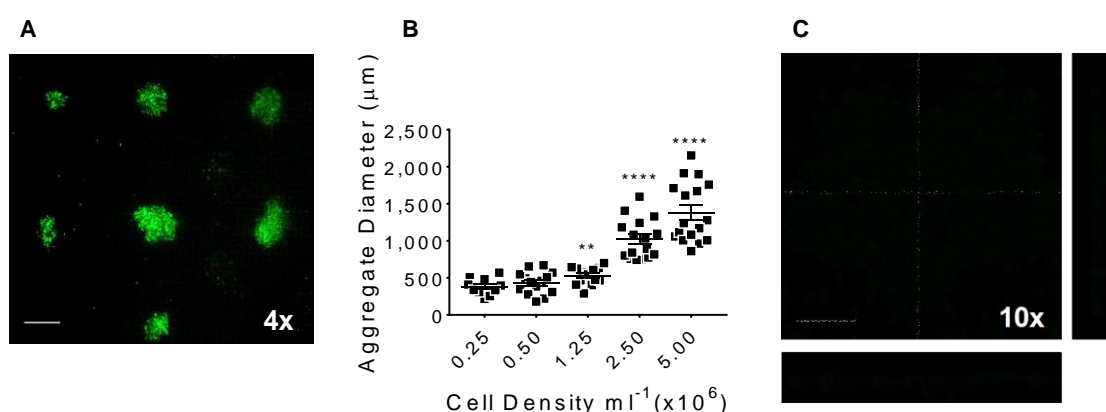 A
B
C
4x
Aggregate Diameter (μm)
2,500
2,000
1,500
1,000
500
0
**
****
****
0.25
0.50
1.25
2.50
5.00
Cell Density ml⁻¹(x10⁶)
10x